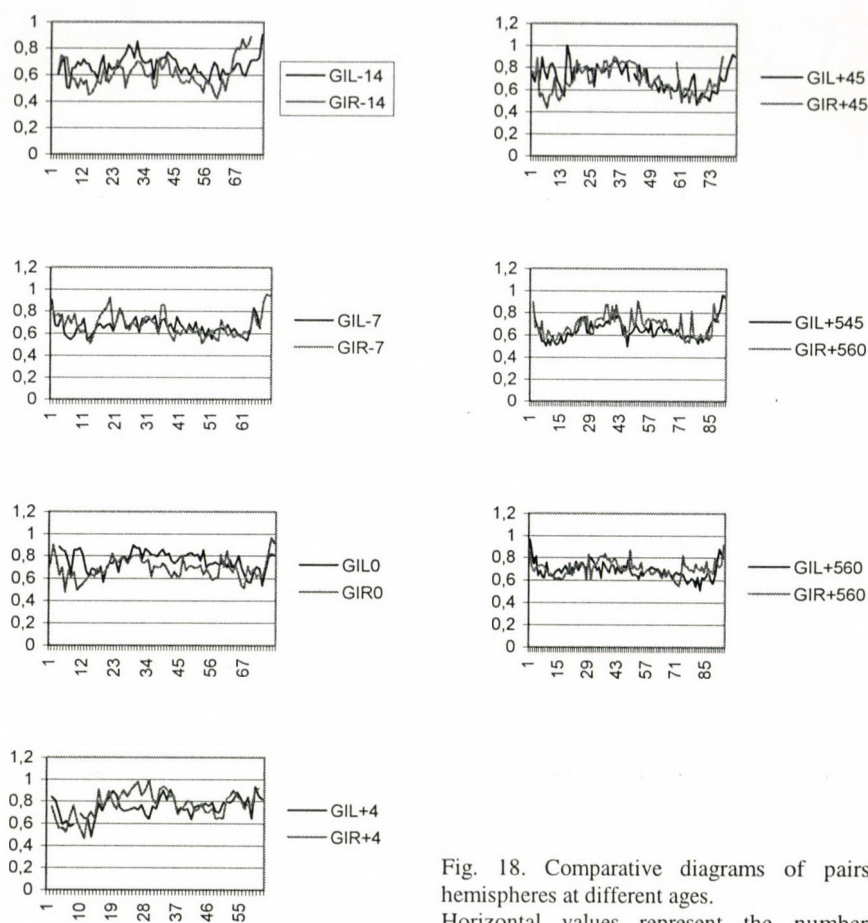 1
0,8
0,6
0,4
0,2
0
1 12 23 34 45 56 67
GIL-14
GIR-14
1,2
1
0,8
0,6
0,4
0,2
0
1 13 25 37 49 61 73
GIL+45
GIR+45
1,2
1
0,8
0,6
0,4
0,2
0
1 11 21 31 41 51 61
GIL-7
GIR-7
1,2
1
0,8
0,6
0,4
0,2
0
1 15 29 43 57 71 85
GIL+545
GIR+560
1,2
1
0,8
0,6
0,4
0,2
0
1 12 23 34 45 56 67
GIL0
GIR0
1,2
1
0,8
0,6
0,4
0,2
0
1 15 29 43 57 71 85
GIL+560
GIR+560
1,2
1
0,8
0,6
0,4
0,2
0
1 10 19 28 37 46 55
GIL+4
GIR+4
Fig. 18. Comparative diagrams of pairs
hemispheres at different ages.
Horizontal values represent the number